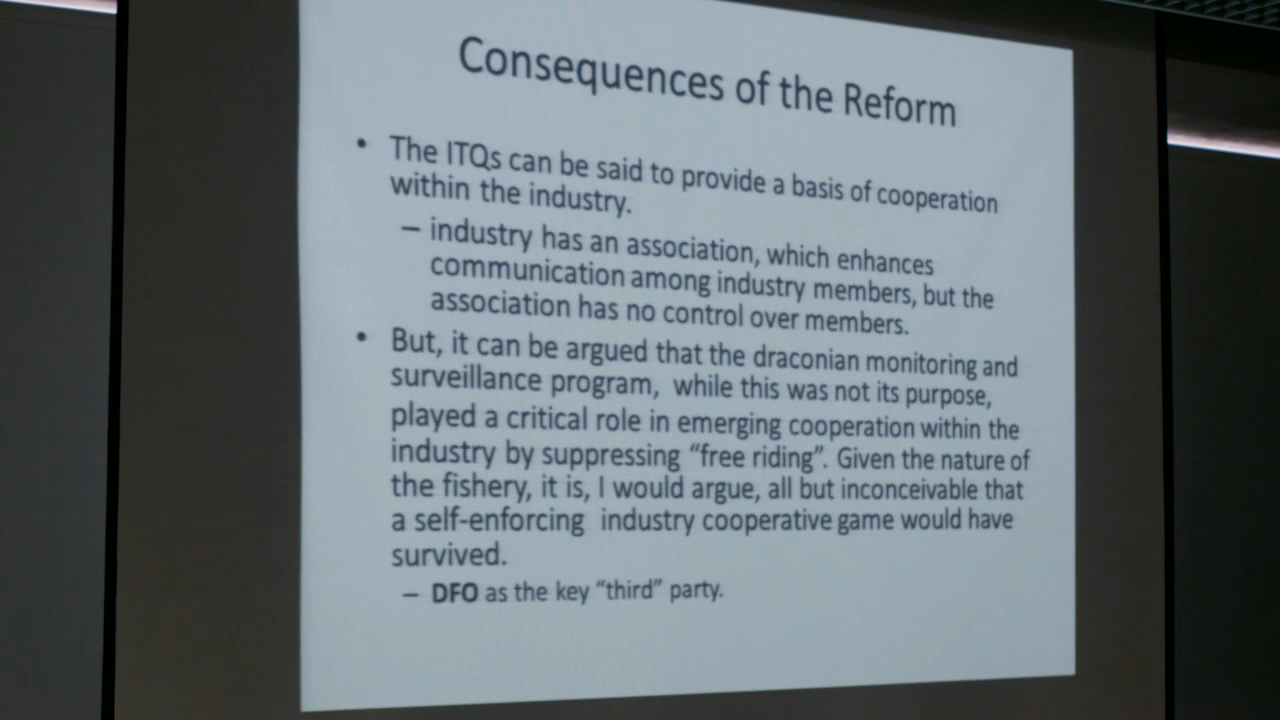 Consequences of the Reform
• The ITQs can be said to provide a basis of cooperation
within the industry.
– industry has an association, which enhances
communication among industry members, but the
association has no control over members.
• But, it can be argued that the draconian monitoring and
surveillance program, while this was not its purpose,
played a critical role in emerging cooperation within the
industry by suppressing “free riding”. Given the nature of
the fishery, it is, I would argue, all but inconceivable that
a self-enforcing industry cooperative game would have
survived.
– DFO as the key “third” party.